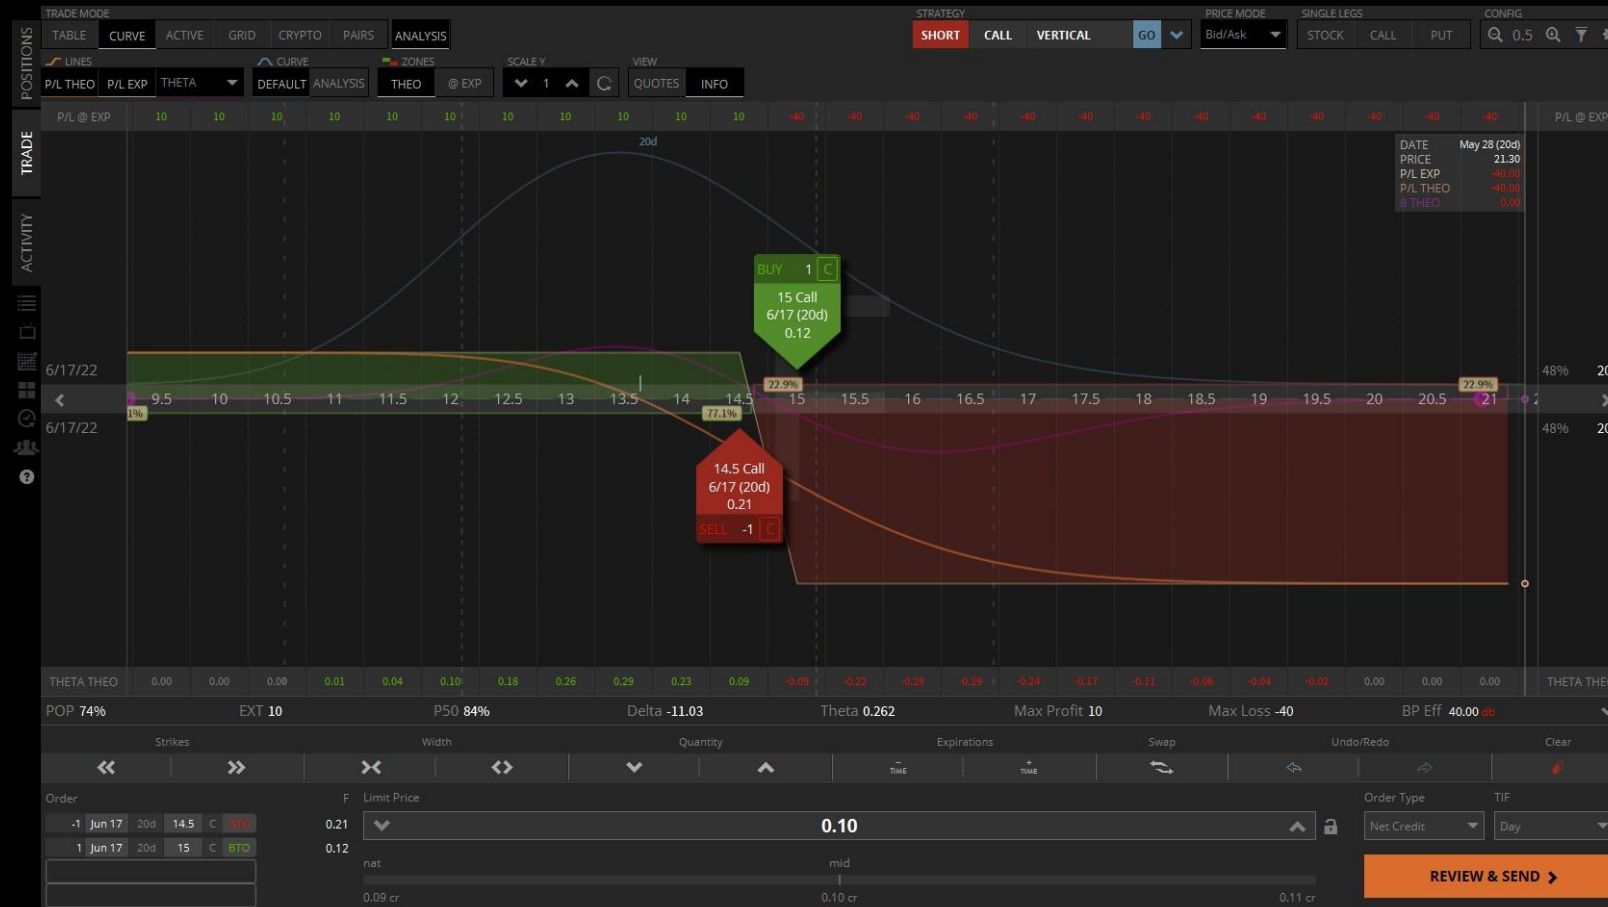 TRADE MODE STRATEGY PRICE MODE SINGLE LEGS CONFIG
TABLE CURVE ACTIVE GRID CRYPTO PAIRS ANALYSIS SHORT CALL VERTICAL GO Bid/Ask STOCK CALL PUT 0.5
LINES CURVE ZONES SCALE Y VIEW
P/L THEO P/L EXP THETA DEFAULT ANALYSIS THEO @ EXP 1 QUOTES INFO
POSITIONS
TRADE
ACTIVITY
P/L @ EXP 10 10 10 10 10 10 10 10 10 10 10 -40 -40 -40 -40 -40 -40 -40 -40 -40 -40 -40 -40 -40 P/L @ EXP
20d
DATE May 28 (20d)
PRICE 21.30
P/L EXP -40.00
P/L THEO -40.00
θ THEO 0.00
BUY 1 C
15 Call
6/17 (20d)
0.12
6/17/22 48% 20
22.9% 22.9%
9.5 10 10.5 11 11.5 12 12.5 13 13.5 14 14.5 15 15.5 16 16.5 17 17.5 18 18.5 19 19.5 20 20.5 21 2
1% 77.1%
6/17/22 48% 20
14.5 Call
6/17 (20d)
0.21
SELL -1 C
THETA THEO 0.00 0.00 0.00 0.01 0.04 0.10 0.18 0.26 0.29 0.23 0.09 -0.09 -0.22 -0.29 -0.29 -0.24 -0.17 -0.11 -0.06 -0.04 -0.02 0.00 0.00 0.00 THETA THE
POP 74% EXT 10 P50 84% Delta -11.03 Theta 0.262 Max Profit 10 Max Loss -40 BP Eff 40.00 db
Strikes Width Quantity Expirations Swap Undo/Redo Clear
− TIME + TIME
Order F Limit Price Order Type TIF
-1 Jun 17 20d 14.5 C STO 0.21 0.10 Net Credit Day
1 Jun 17 20d 15 C BTO 0.12
nat mid
REVIEW & SEND
0.09 cr 0.10 cr 0.11 cr